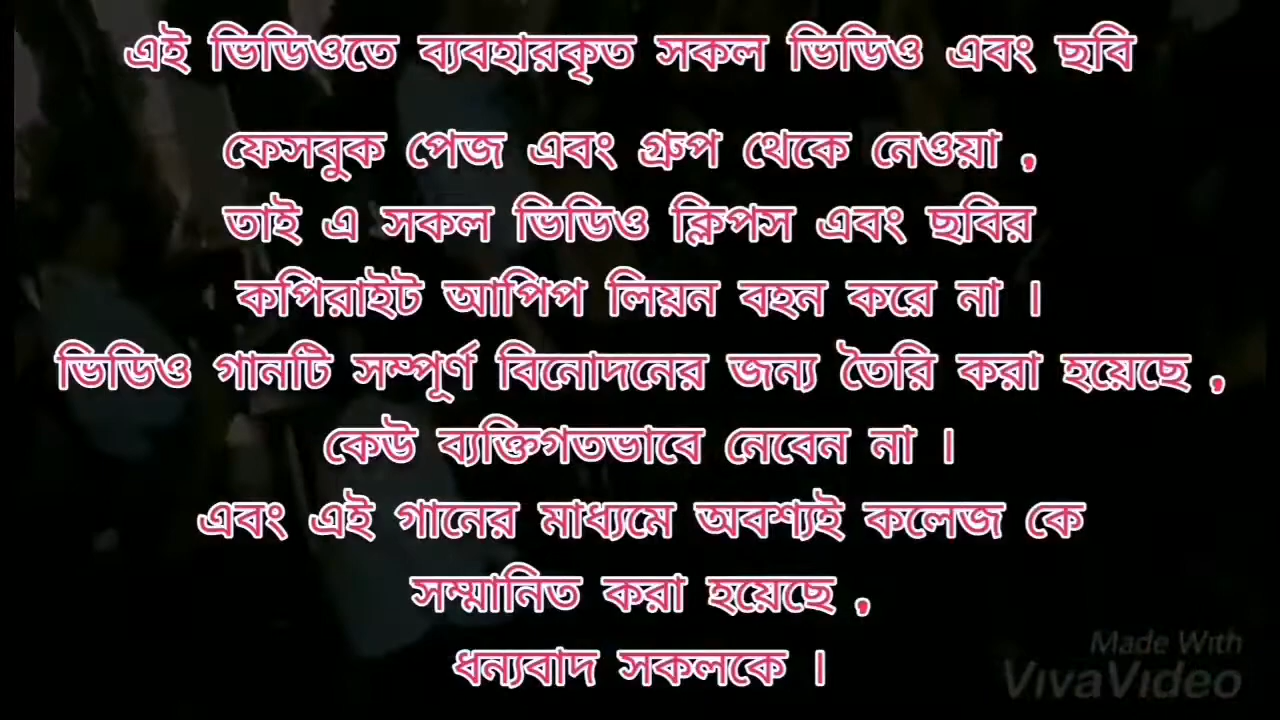 এই ভিডিওতে ব্যবহারকৃত সকল ভিডিও এবং ছবি
ফেসবুক পেজ এবং গ্রুপ থেকে নেওয়া ,
তাই এ সকল ভিডিও ক্লিপস এবং ছবির
কপিরাইট আপিপ লিয়ন বহন করে না ।
ভিডিও গানটি সম্পূর্ণ বিনোদনের জন্য তৈরি করা হয়েছে ,
কেউ ব্যক্তিগতভাবে নেবেন না ।
এবং এই গানের মাধ্যমে অবশ্যই কলেজ কে
সম্মানিত করা হয়েছে ,
ধন্যবাদ সকলকে ।
Made With
VivaVideo